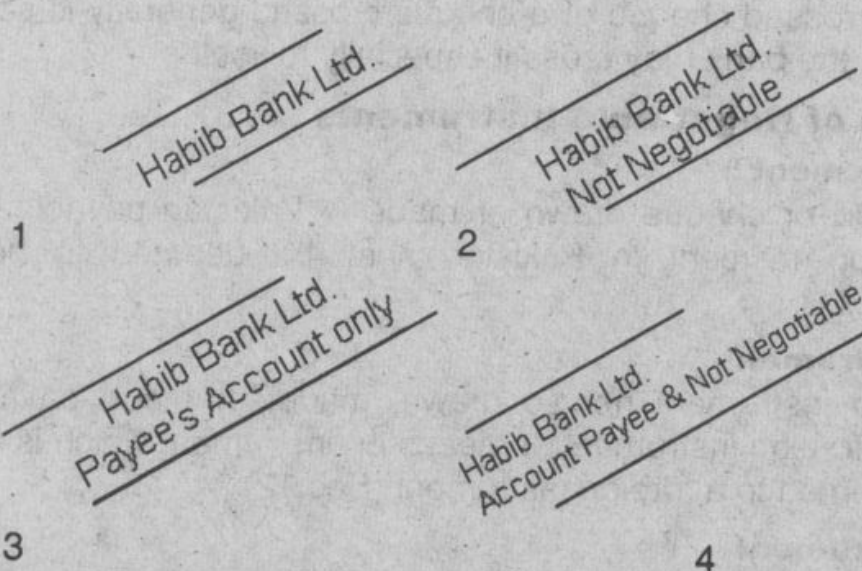 Habib Bank Ltd.
1
Habib Bank Ltd.
Not Negotiable
2
Habib Bank Ltd.
Payee's Account only
3
Habib Bank Ltd.
Account Payee & Not Negotiable
4